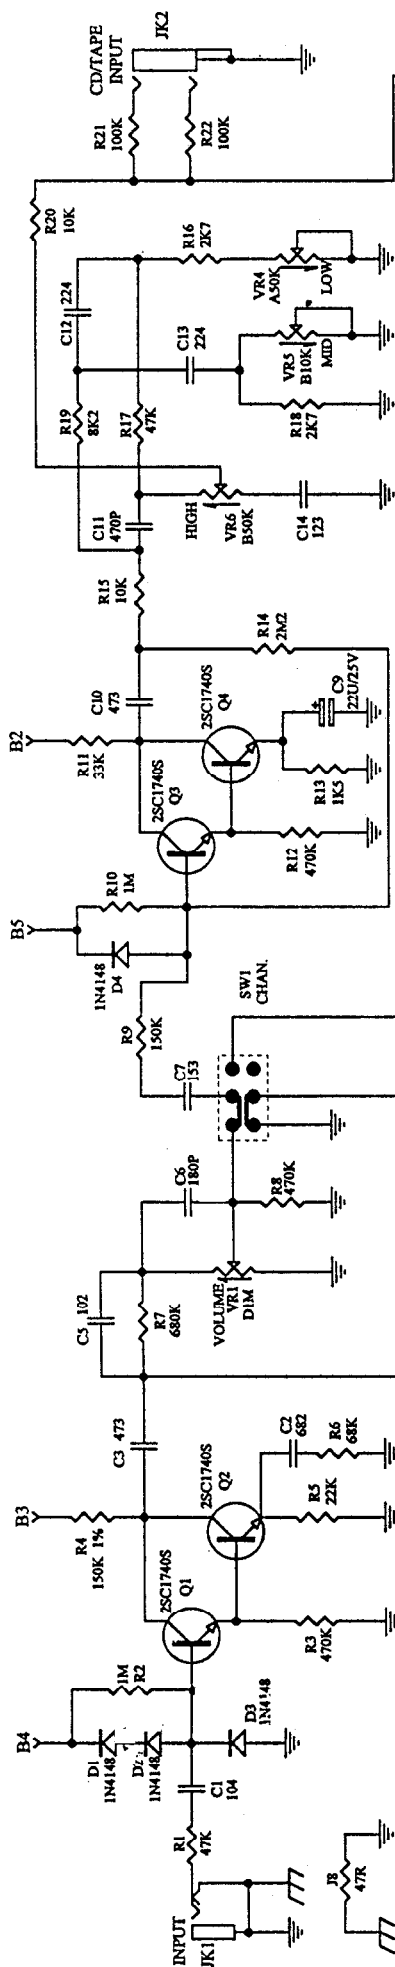 INPUT
JK1
J8
47R
R1
47K
C1
104
B4
D1
1N4148
1N4148
1M
R2
D3
1N4148
2SC1740S
Q1
R3
470K
B3
R4
150K 1%
2SC1740S
Q2
C2
682
R5
22K
R6
68K
C3
473
C5
102
R7
680K
VOLUME
VR1
D1M
C6
180P
R8
470K
SW1
CHAN.
C7
153
R9
150K
B5
1N4148
D4
R10
1M
2SC1740S
Q3
R12
470K
B2
R11
33K
2SC1740S
Q4
R13
1K5
C9
22U/25V
+
C10
473
R14
2M2
R15
10K
C11
470P
HIGH
VR6
B50K
C14
123
R19
8K2
R17
47K
C12
224
C13
224
R18
2K7
VR5
B10K
MID
R16
2K7
VR4
A50K
LOW
R20
10K
R21
100K
R22
100K
CD/TAPE
INPUT
JK2